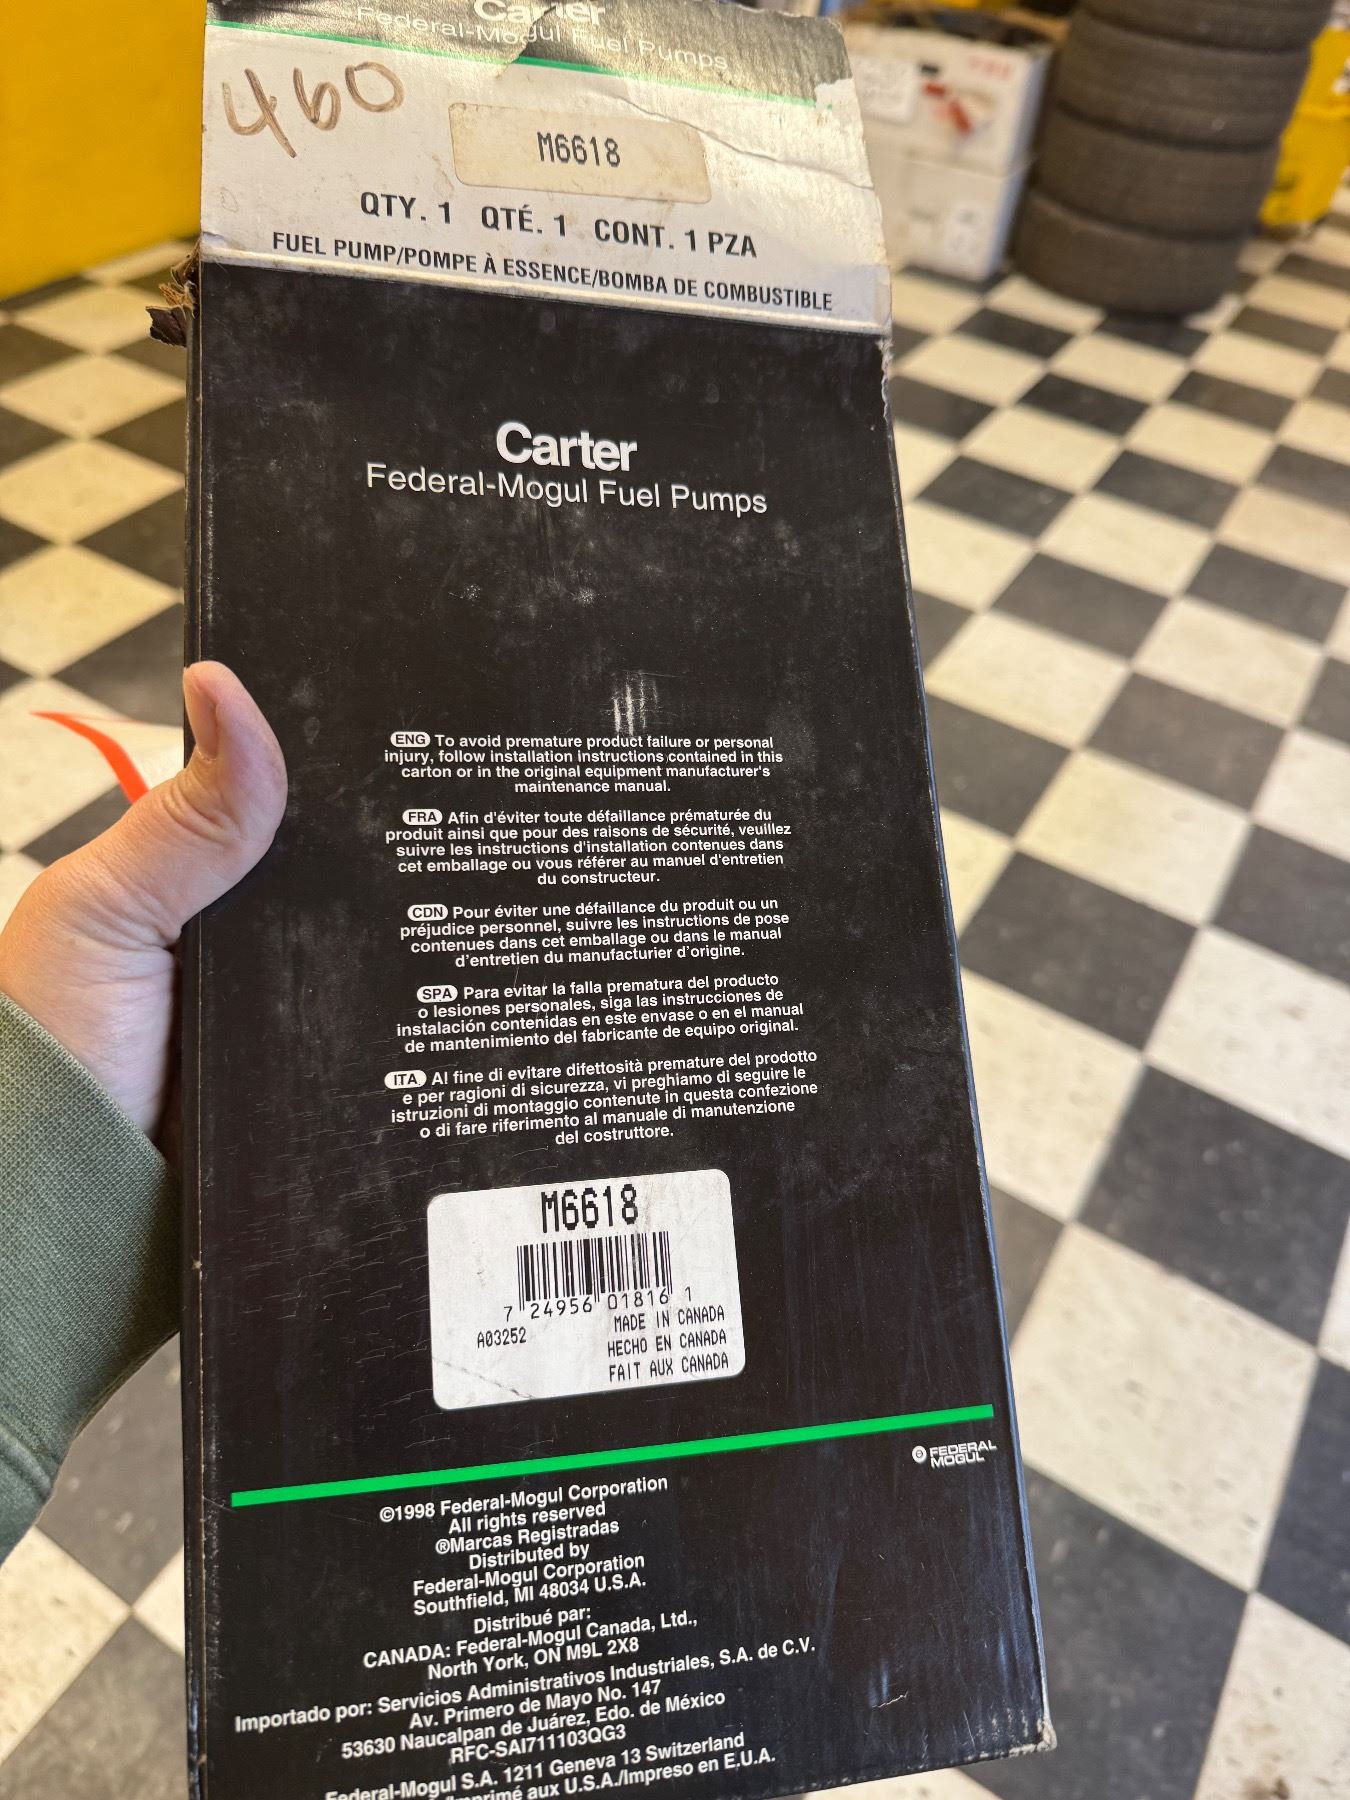 Carter
Federal-Mogul Fuel Pumps
460
M6618
QTY. 1 QTÉ. 1 CONT. 1 PZA
FUEL PUMP/POMPE À ESSENCE/BOMBA DE COMBUSTIBLE
Carter
Federal-Mogul Fuel Pumps
ENG To avoid premature product failure or personal
injury, follow installation instructions contained in this
carton or in the original equipment manufacturer's
maintenance manual.
FRA Afin d'éviter toute défaillance prématurée du
produit ainsi que pour des raisons de sécurité, veuillez
suivre les instructions d'installation contenues dans
cet emballage ou vous référer au manuel d'entretien
du constructeur.
CDN Pour éviter une défaillance du produit ou un
préjudice personnel, suivre les instructions de pose
contenues dans cet emballage ou dans le manual
d'entretien du manufacturier d'origine.
SPA Para evitar la falla prematura del producto
o lesiones personales, siga las instrucciones de
instalación contenidas en este envase o en el manual
de mantenimiento del fabricante de equipo original.
ITA Al fine di evitare difettosità premature del prodotto
e per ragioni di sicurezza, vi preghiamo di seguire le
istruzioni di montaggio contenute in questa confezione
o di fare riferimento al manuale di manutenzione
del costruttore.
M6618
7 24956 01816 1
A03252
MADE IN CANADA
HECHO EN CANADA
FAIT AUX CANADA
FEDERAL
MOGUL
©1998 Federal-Mogul Corporation
All rights reserved
®Marcas Registradas
Distributed by
Federal-Mogul Corporation
Southfield, MI 48034 U.S.A.
Distribué par:
CANADA: Federal-Mogul Canada, Ltd.,
North York, ON M9L 2X8
Importado por: Servicios Administrativos Industriales, S.A. de C.V.
Av. Primero de Mayo No. 147
53630 Naucalpan de Juárez, Edo. de México
RFC-SAI711103QG3
Federal-Mogul S.A. 1211 Geneva 13 Switzerland
aux U.S.A./Impreso en E.U.A.